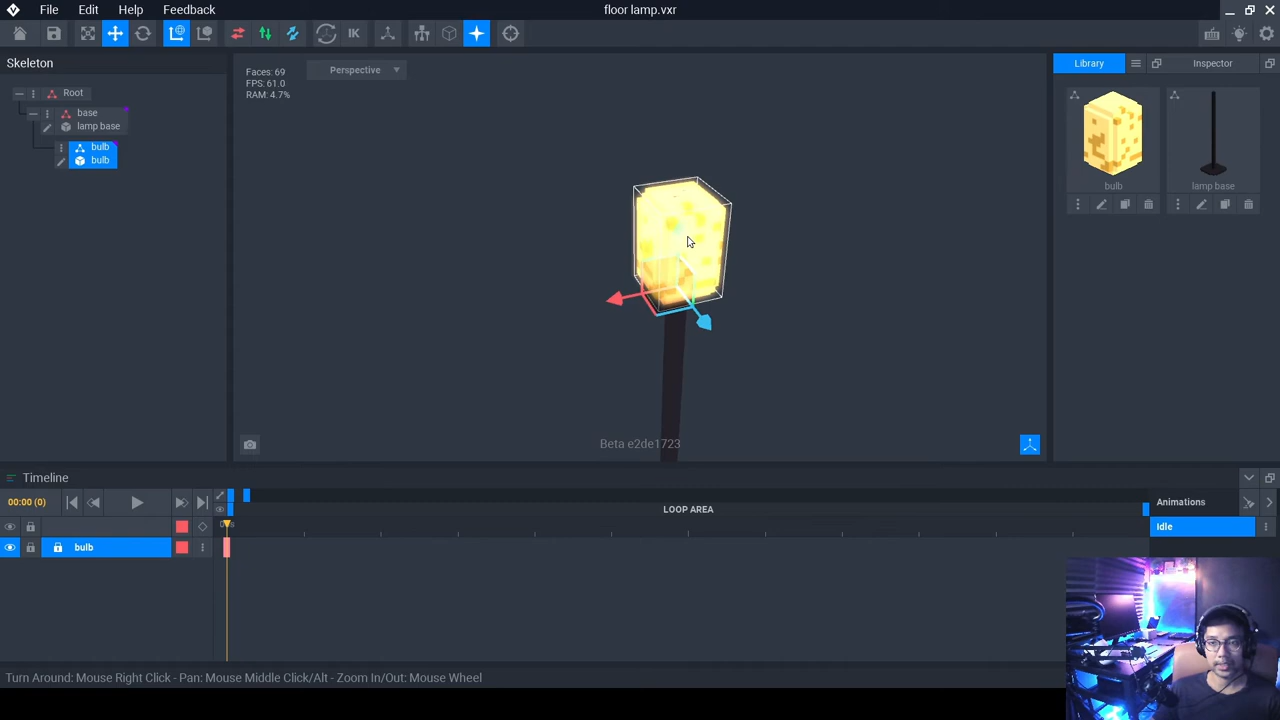 File Edit Help Feedback
floor lamp.vxr
IK
Skeleton
Root
base
lamp base
bulb
bulb
Faces: 69
FPS: 61.0
RAM: 4.7%
Perspective
Beta e2de1723
Library
Inspector
bulb
lamp base
Timeline
00:00 (0)
LOOP AREA
Animations
Idle
bulb
Turn Around: Mouse Right Click - Pan: Mouse Middle Click/Alt - Zoom In/Out: Mouse Wheel